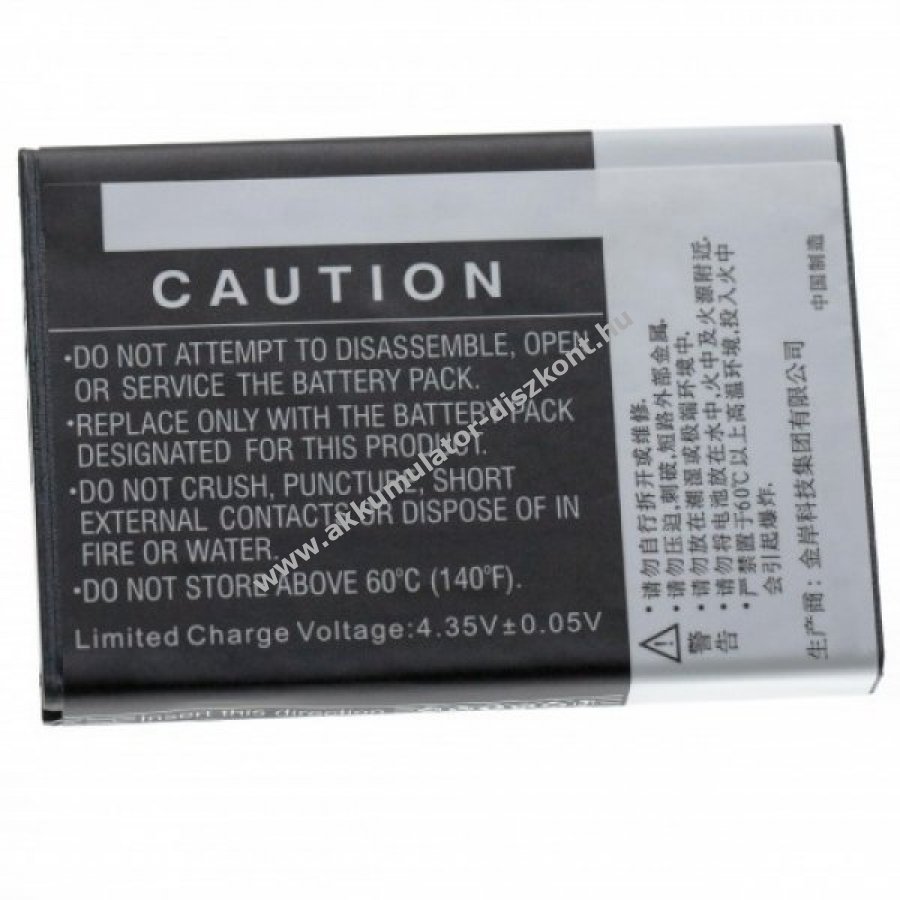 CAUTION
•DO NOT ATTEMPT TO DISASSEMBLE, OPEN
OR SERVICE THE BATTERY PACK.
•REPLACE ONLY WITH THE BATTERY PACK
DESIGNATED FOR THIS PRODUCT.
•DO NOT CRUSH, PUNCTURE, SHORT
EXTERNAL CONTACTS OR DISPOSE OF IN
FIRE OR WATER.
•DO NOT STORE ABOVE 60°C (140°F).
Limited Charge Voltage:4.35V±0.05V
Insert this direction
警告
•请勿自行拆开或维修.
•请勿压迫,刺破,短路外部金属.
•请勿放在潮湿或极端环境中.
•请勿将电池放在水中,火中及火源附近.
•严禁置于60℃以上高温环境,投入火中
会引起爆炸.
生产商:金岸科技集团有限公司
中国制造
www.akkumulator-diszkont.hu